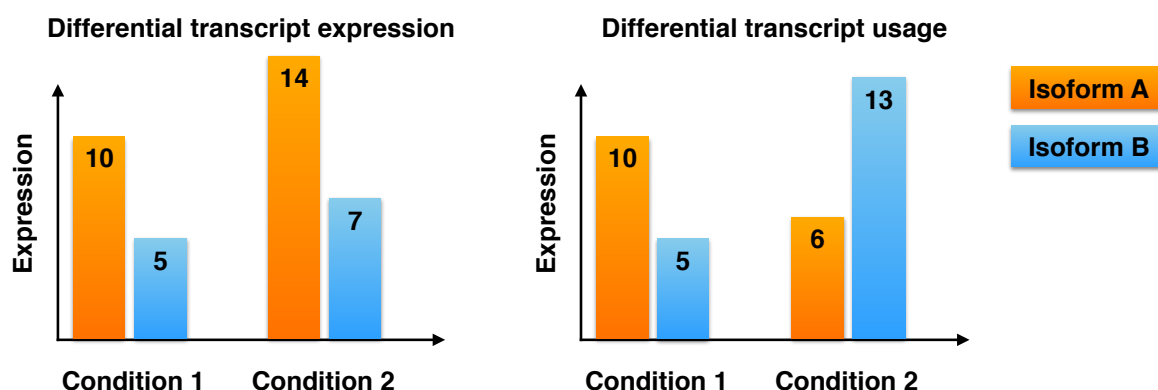 Differential transcript expression
Expression
10
5
14
7
Condition 1
Condition 2
Differential transcript usage
Expression
10
5
6
13
Condition 1
Condition 2
Isoform A
Isoform B